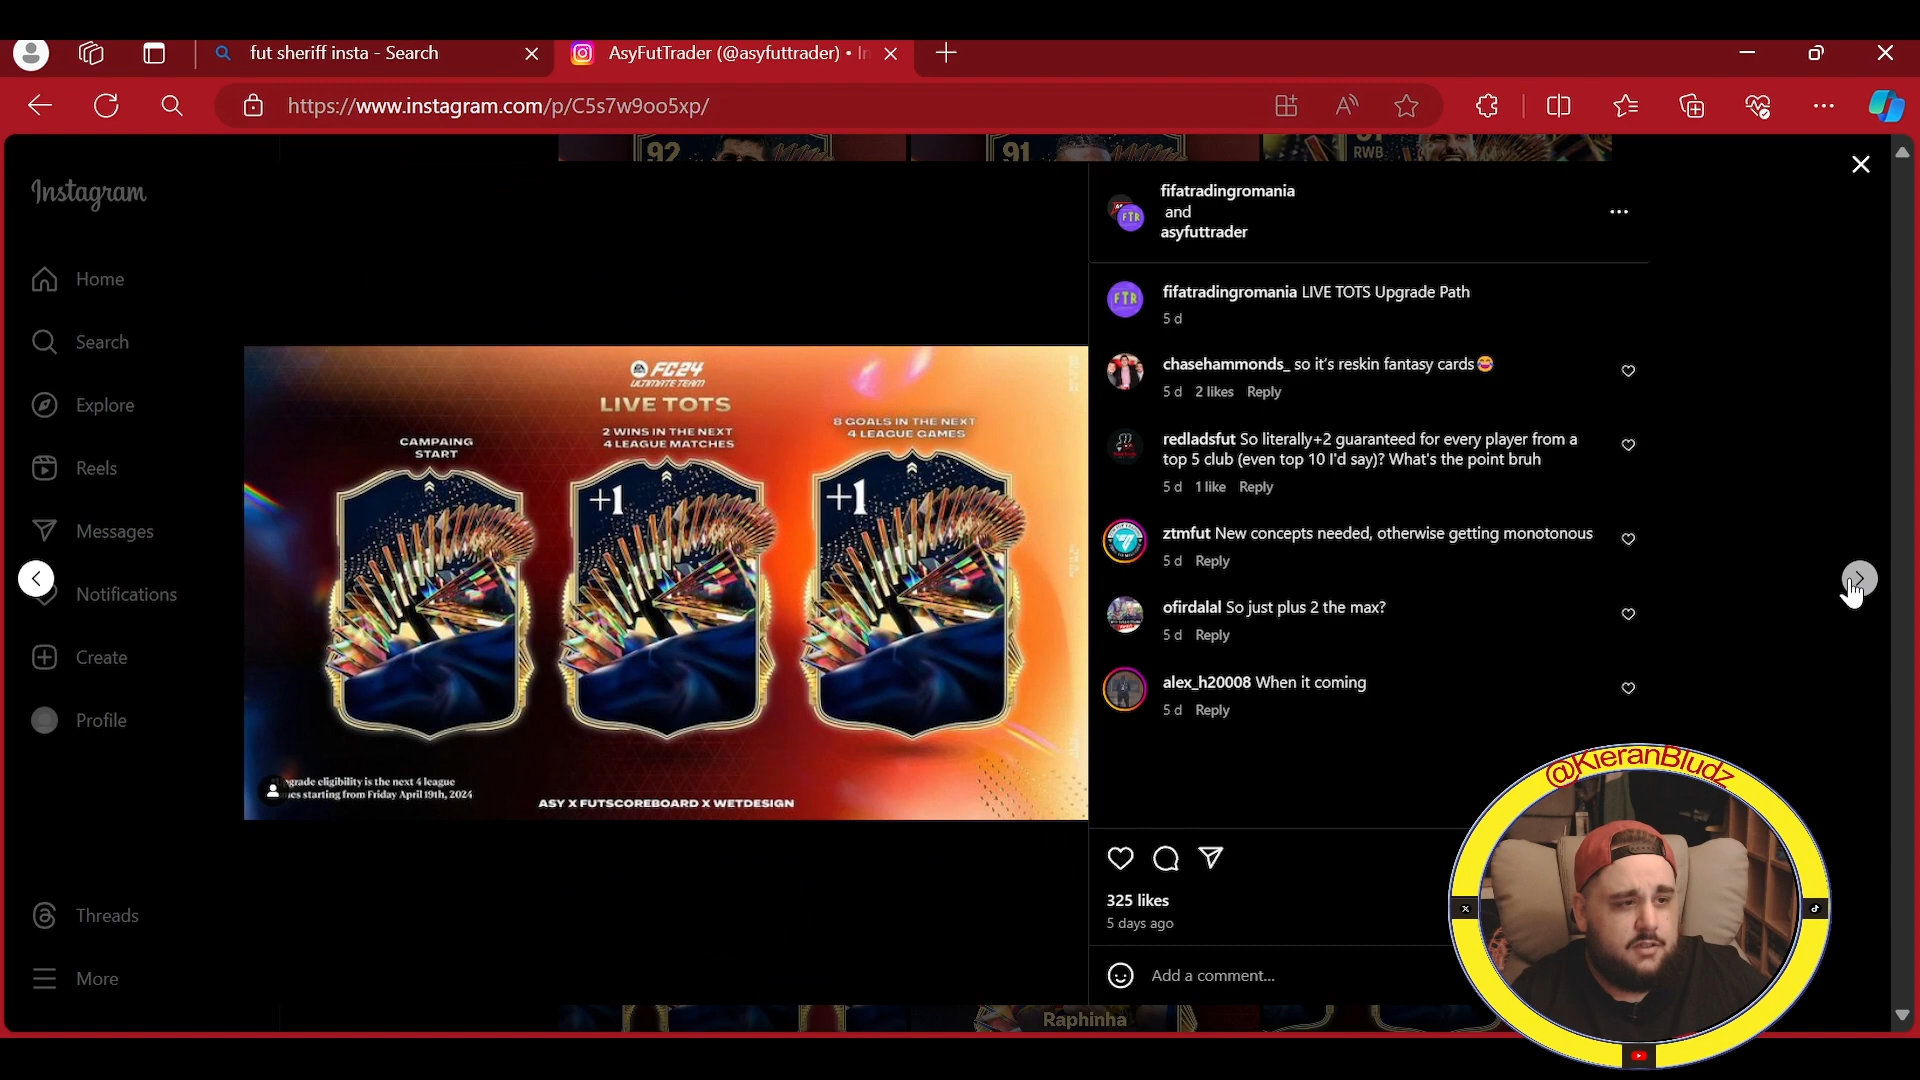 fut sheriff insta - Search
AsyFutTrader (@asyfuttrader) • In
https://www.instagram.com/p/C5s7w9oo5xp/
92
91
RWB
Instagram
Home
Search
Explore
Reels
Messages
Notifications
Create
Profile
Threads
More
FC24
ULTIMATE TEAM
LIVE TOTS
CAMPAING
START
2 WINS IN THE NEXT
4 LEAGUE MATCHES
8 GOALS IN THE NEXT
4 LEAGUE GAMES
+1
+1
grade eligibility is the next 4 league
es starting from Friday April 19th, 2024
ASY X FUTSCOREBOARD X WETDESIGN
fifatradingromania
and
asyfuttrader
FTR
FTR
fifatradingromania LIVE TOTS Upgrade Path
5 d
chasehammonds_ so it's reskin fantasy cards😂
5 d 2 likes Reply
redladsfut So literally+2 guaranteed for every player from a
top 5 club (even top 10 I'd say)? What's the point bruh
5 d 1 like Reply
ztmfut New concepts needed, otherwise getting monotonous
5 d Reply
ofirdalal So just plus 2 the max?
5 d Reply
alex_h20008 When it coming
5 d Reply
325 likes
5 days ago
Add a comment...
Raphinha
@KieranBludz